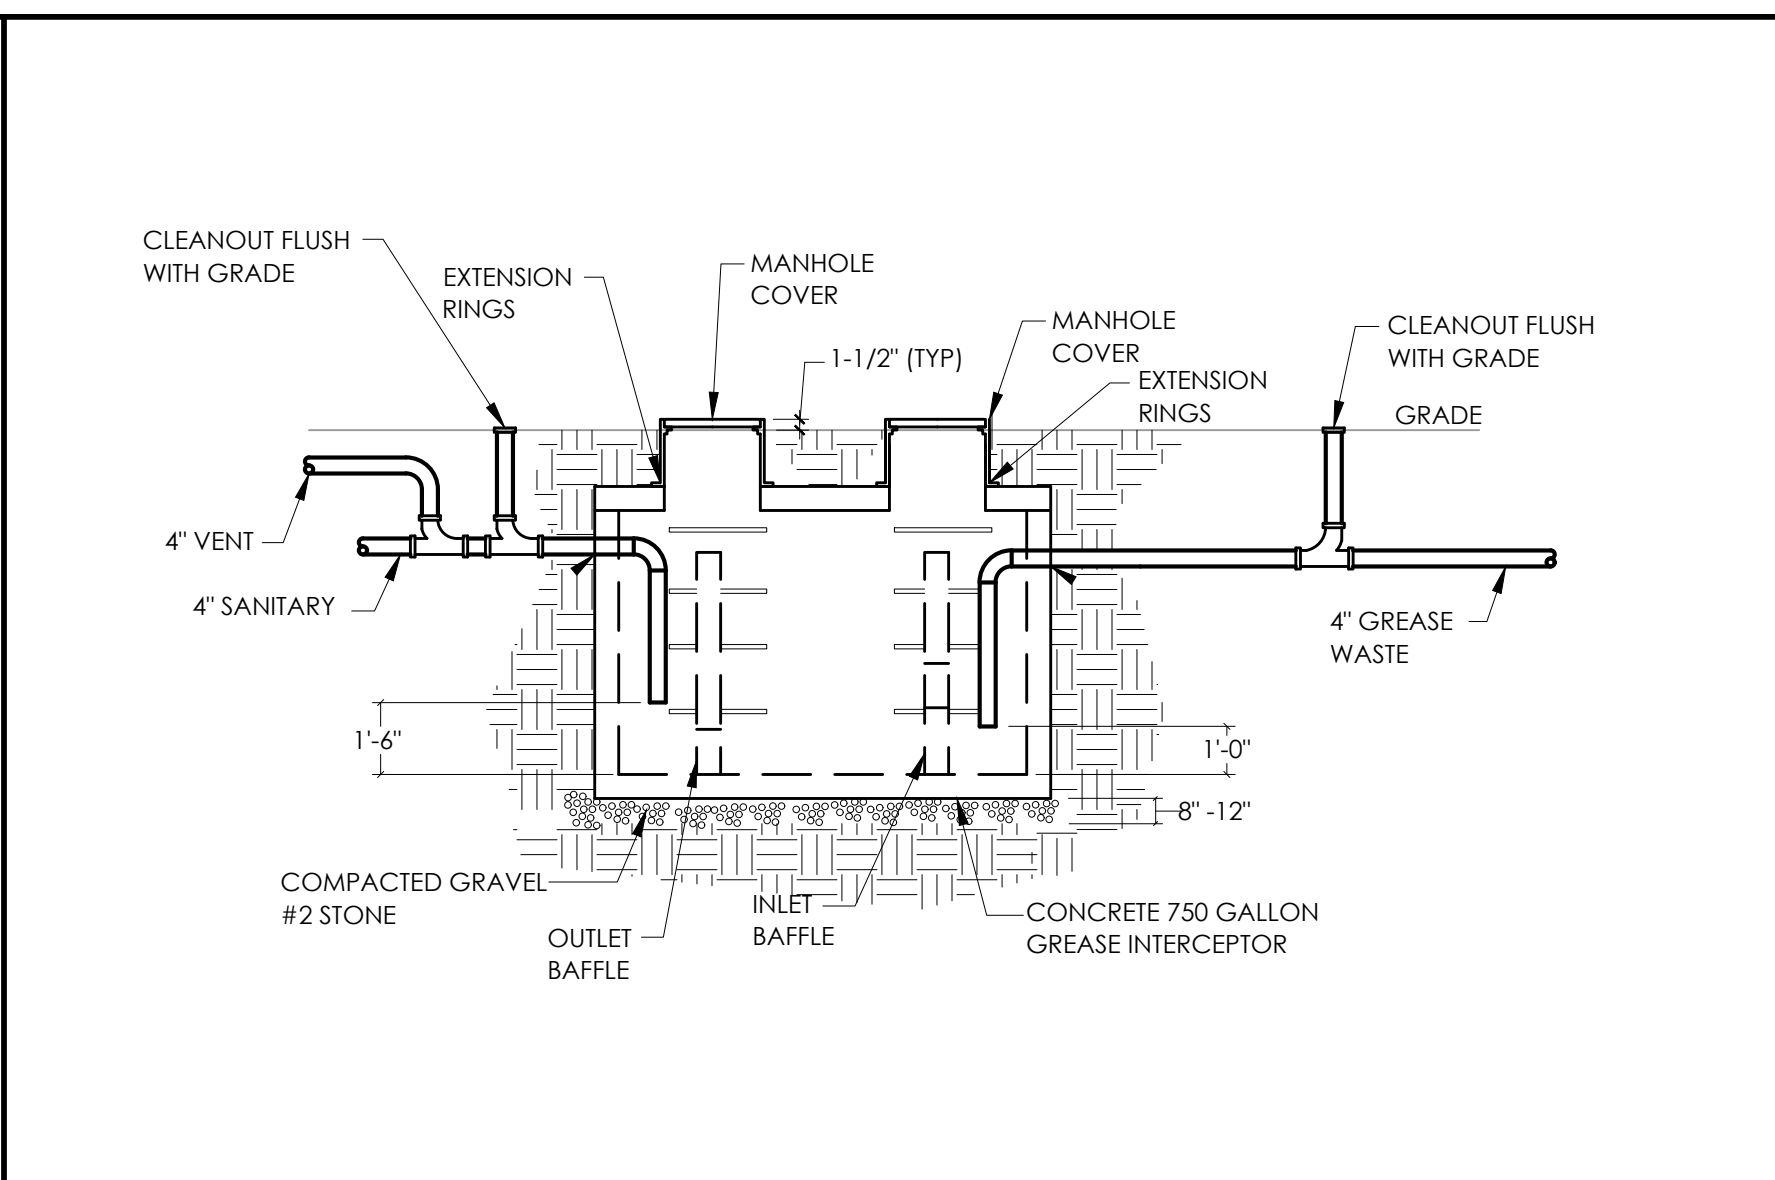 CLEANOUT FLUSH
WITH GRADE
EXTENSION
RINGS
MANHOLE
COVER
1-1/2" (TYP)
MANHOLE
COVER
EXTENSION
RINGS
CLEANOUT FLUSH
WITH GRADE
GRADE
4" VENT
4" SANITARY
4" GREASE
WASTE
1'-6"
1'-0"
8" -12"
COMPACTED GRAVEL
#2 STONE
OUTLET
BAFFLE
INLET
BAFFLE
CONCRETE 750 GALLON
GREASE INTERCEPTOR